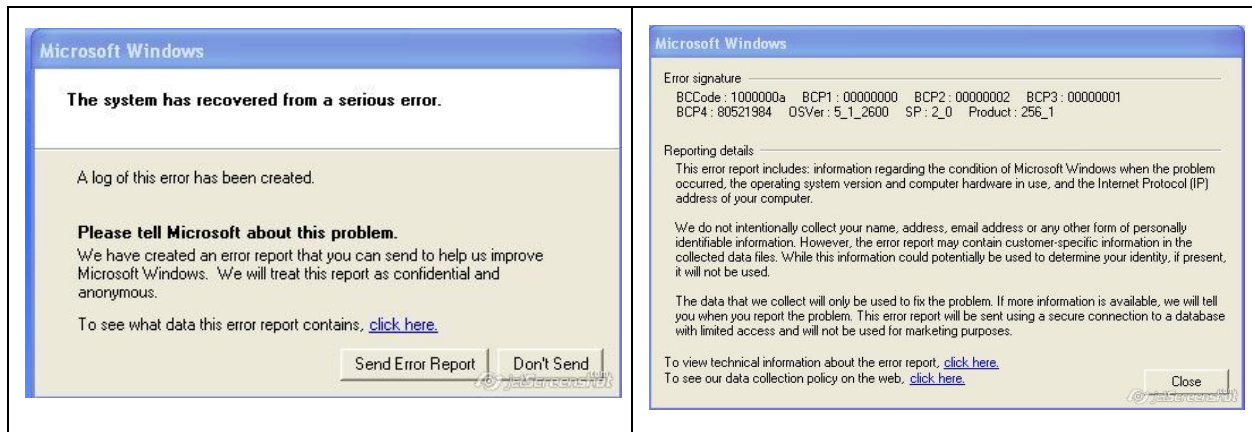 Microsoft Windows
The system has recovered from a serious error.
A log of this error has been created.
Please tell Microsoft about this problem.
We have created an error report that you can send to help us improve
Microsoft Windows. We will treat this report as confidential and
anonymous.
To see what data this error report contains, click here.
Send Error Report
Don't Send
JetScreenshot
Microsoft Windows
Error signature
BCCode : 1000000a BCP1 : 00000000 BCP2 : 00000002 BCP3 : 00000001
BCP4 : 80521984 OSVer : 5_1_2600 SP : 2_0 Product : 256_1
Reporting details
This error report includes: information regarding the condition of Microsoft Windows when the problem
occurred, the operating system version and computer hardware in use, and the Internet Protocol (IP)
address of your computer.
We do not intentionally collect your name, address, email address or any other form of personally
identifiable information. However, the error report may contain customer-specific information in the
collected data files. While this information could potentially be used to determine your identity, if present,
it will not be used.
The data that we collect will only be used to fix the problem. If more information is available, we will tell
you when you report the problem. This error report will be sent using a secure connection to a database
with limited access and will not be used for marketing purposes.
To view technical information about the error report, click here.
To see our data collection policy on the web, click here.
Close
JetScreenshot